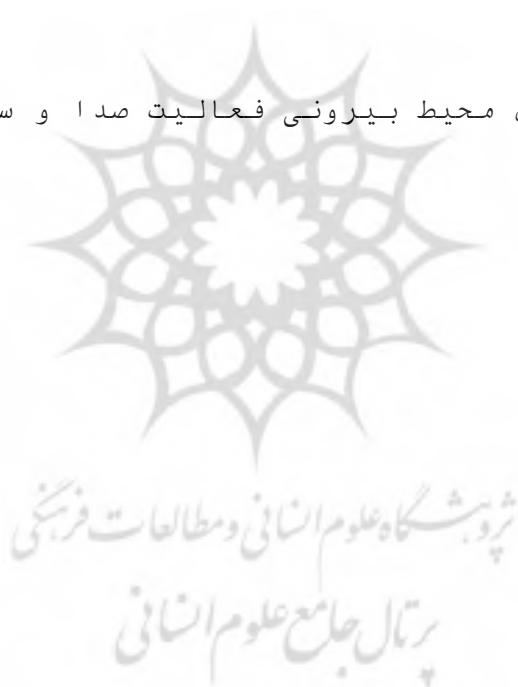 محیط بیرونی فعالیت صدا و
پژوهشگاه علوم انسانی و مطالعات فرهنگی
پرتال جامع علوم انسانی